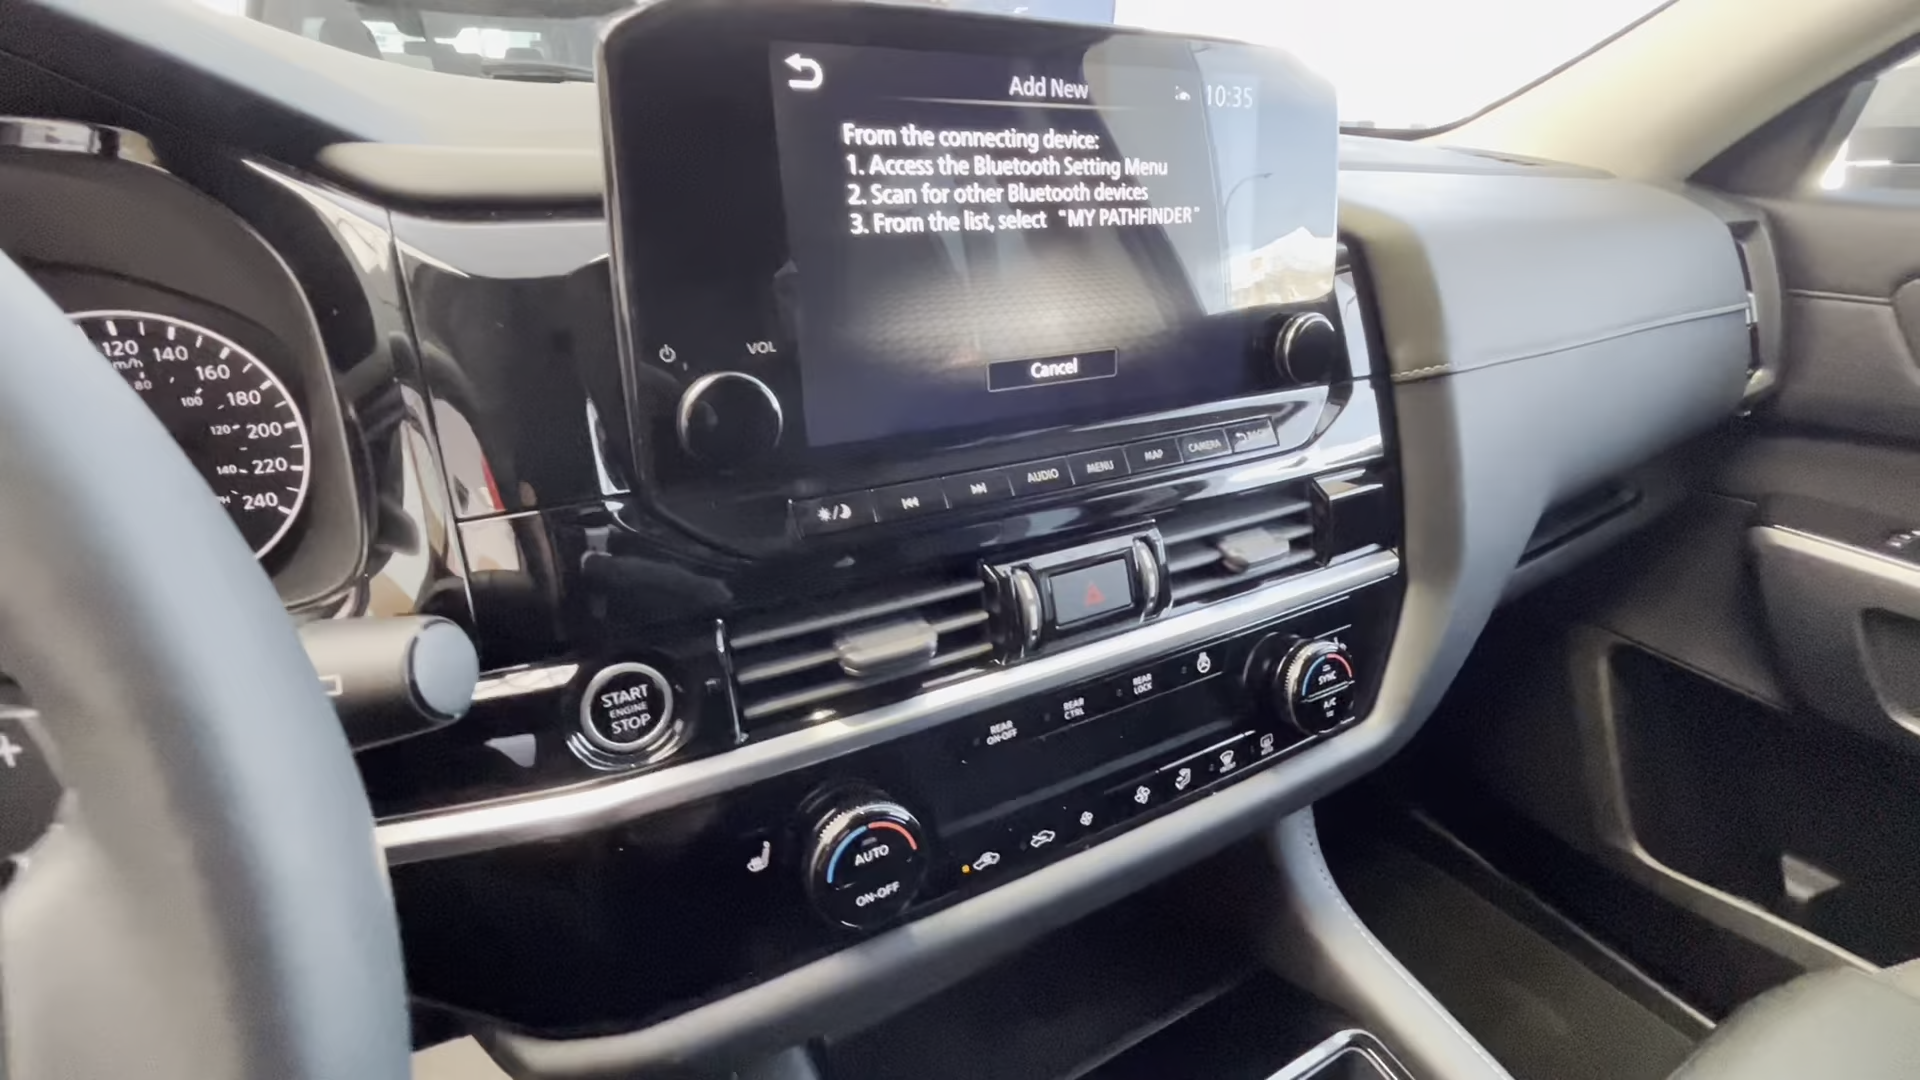 Add New
10:35
From the connecting device:
1. Access the Bluetooth Setting Menu
2. Scan for other Bluetooth devices
3. From the list, select "MY PATHFINDER"
Cancel
VOL
AUDIO
MENU
MAP
CAMERA
120
km/h
140
160
180
200
220
240
80
100
120
140
START
ENGINE
STOP
REAR
ON-OFF
REAR
CTRL
REAR
LOCK
SYNC
A/C
AUTO
ON-OFF